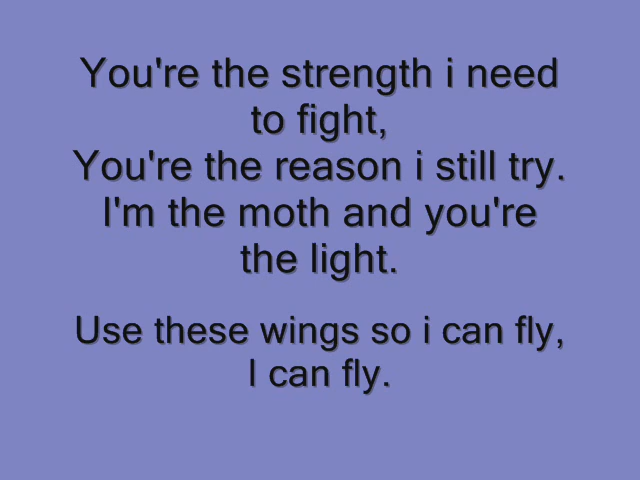 You're the strength i need
to fight,
You're the reason i still try.
I'm the moth and you're
the light.
Use these wings so i can fly,
I can fly.